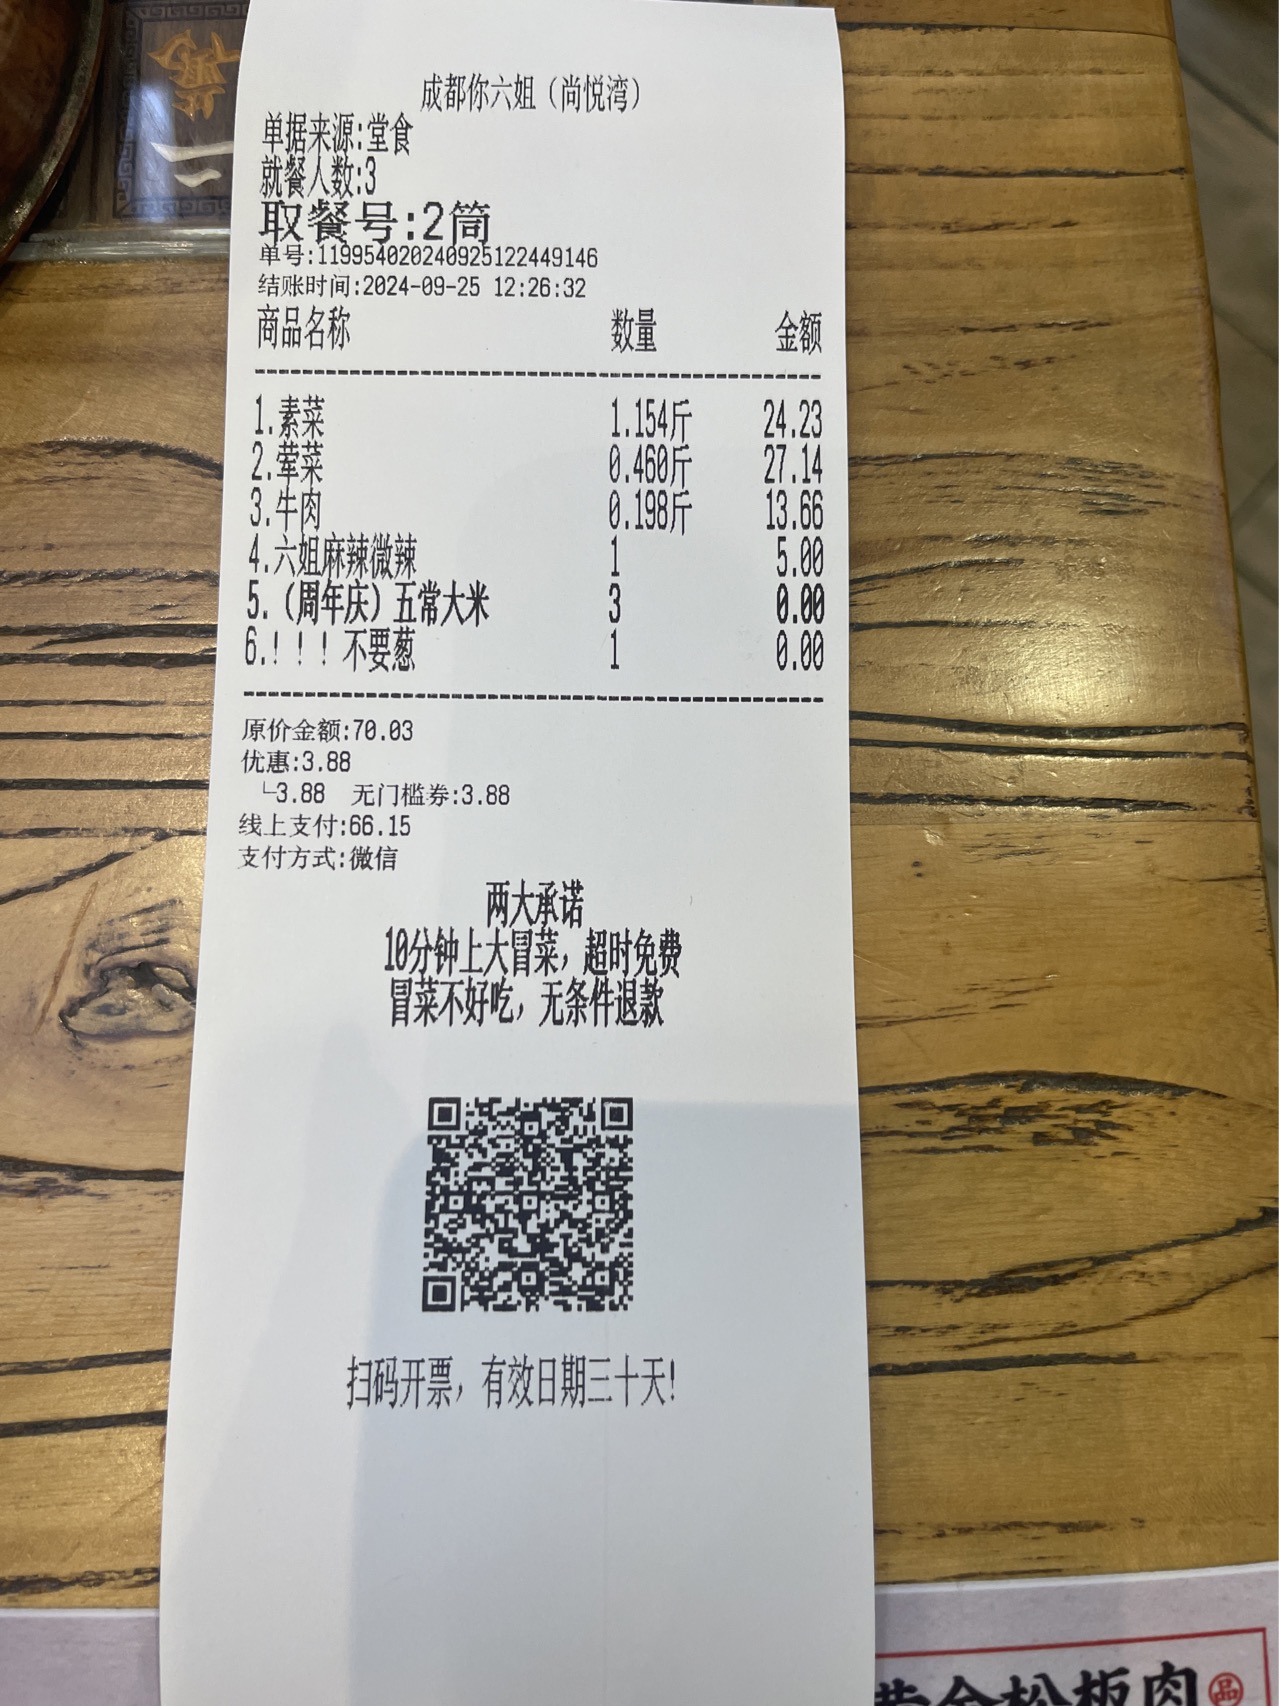 成都你六姐（尚悦湾）
单据来源:堂食
就餐人数:3
取餐号:2筒
单号:119954020240925122449146
结账时间:2024-09-25 12:26:32
商品名称 数量 金额
1.素菜 1.154斤 24.23
2.荤菜 0.460斤 27.14
3.牛肉 0.198斤 13.66
4.六姐麻辣微辣 1 5.00
5.（周年庆）五常大米 3 0.00
6.！！！不要葱 1 0.00
原价金额:70.03
优惠:3.88
└3.88 无门槛券:3.88
线上支付:66.15
支付方式:微信
两大承诺
10分钟上大冒菜，超时免费
冒菜不好吃，无条件退款
扫码开票，有效日期三十天!
黄金松板肉
品